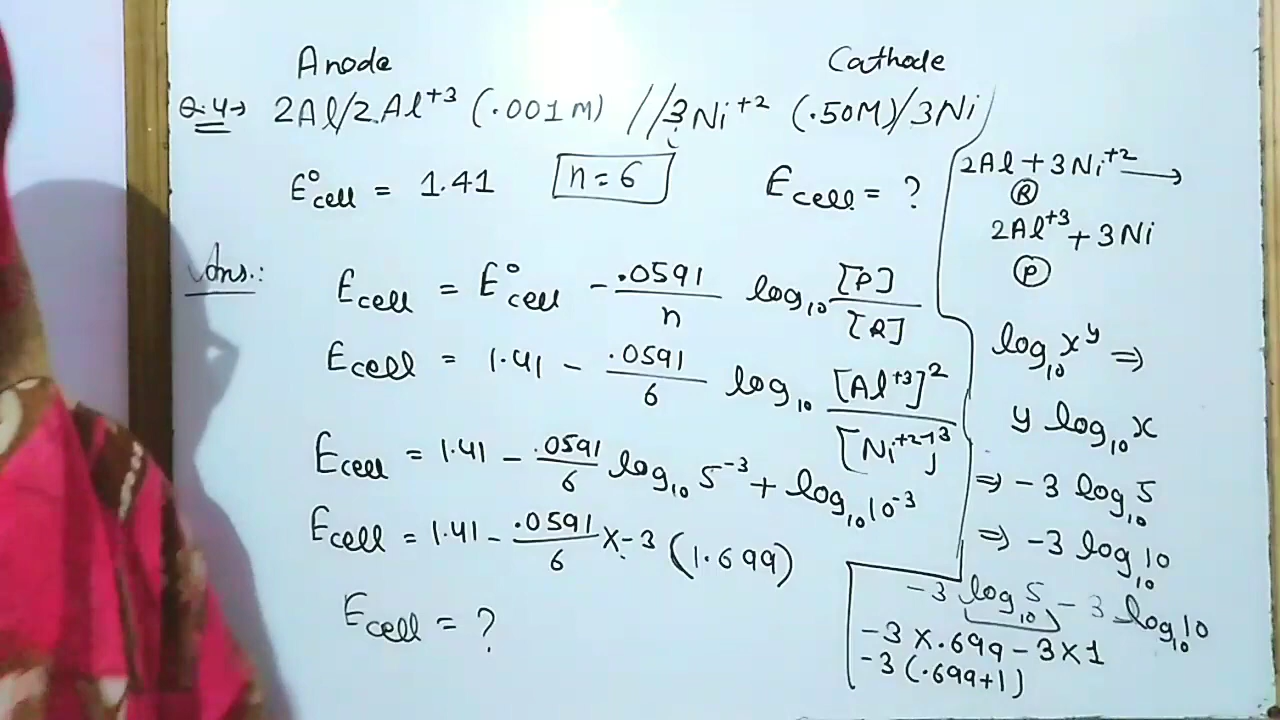 Anode Cathode
Q.4→ 2Al/2Al⁺³ (.001M) //3Ni⁺² (.50M)/3Ni
E°cell = 1.41 n=6 Ecell = ?
Ans.:
Ecell = E°cell - .0591/n log₁₀ [P]/[R]
Ecell = 1.41 - .0591/6 log₁₀ [Al⁺³]²/[Ni⁺²]³
Ecell = 1.41 - .0591/6 log₁₀ 5⁻³ + log₁₀ 10⁻³
Ecell = 1.41 - .0591/6 X-3 (1.699)
Ecell = ?
2Al + 3Ni⁺² →
R
2Al⁺³ + 3Ni
P
log₁₀ x^y ⇒
y log₁₀ x
⇒ -3 log₁₀ 5
⇒ -3 log₁₀ 10
-3 log₁₀ 5 - 3 log₁₀ 10
-3 X .699 - 3 X 1
-3 (.699+1)